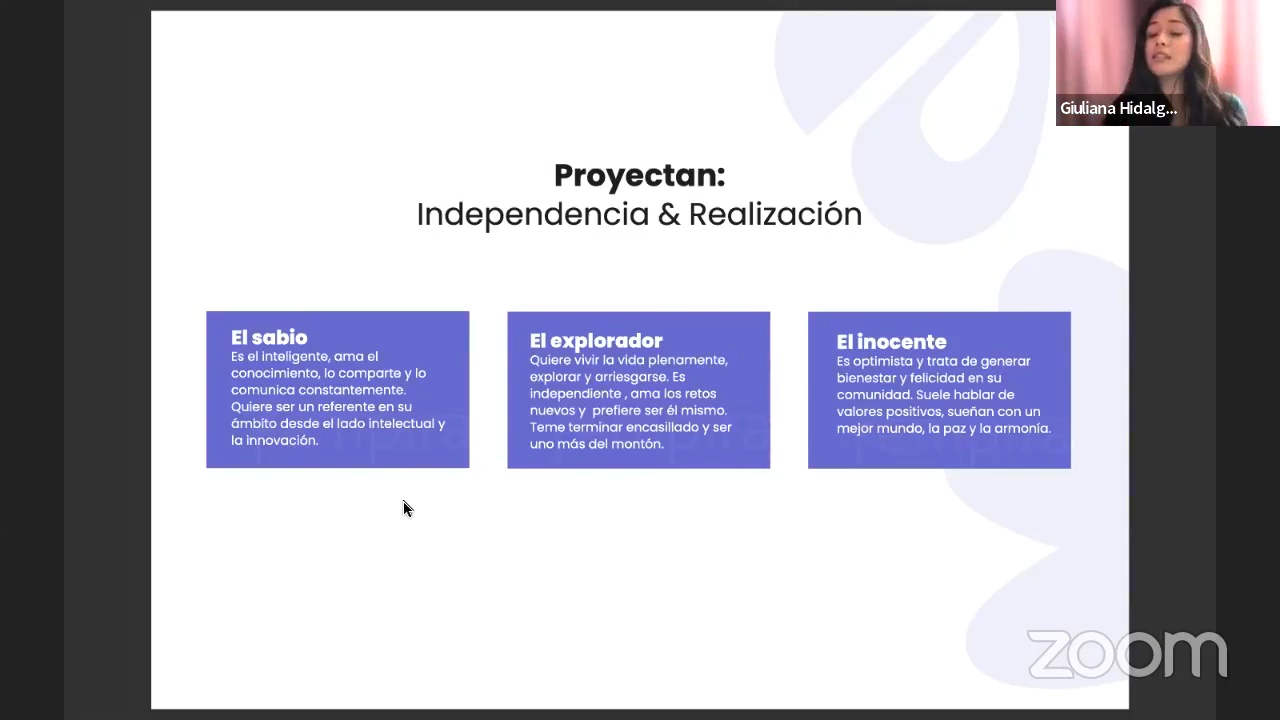 Giuliana Hidalg...
Proyectan:
Independencia & Realización
El sabio
Es el inteligente, ama el
conocimiento, lo comparte y lo
comunica constantemente.
Quiere ser un referente en su
ámbito desde el lado intelectual y
la innovación.
El explorador
Quiere vivir la vida plenamente,
explorar y arriesgarse. Es
independiente , ama los retos
nuevos y prefiere ser él mismo.
Teme terminar encasillado y ser
uno más del montón.
El inocente
Es optimista y trata de generar
bienestar y felicidad en su
comunidad. Suele hablar de
valores positivos, sueñan con un
mejor mundo, la paz y la armonía.
zoom